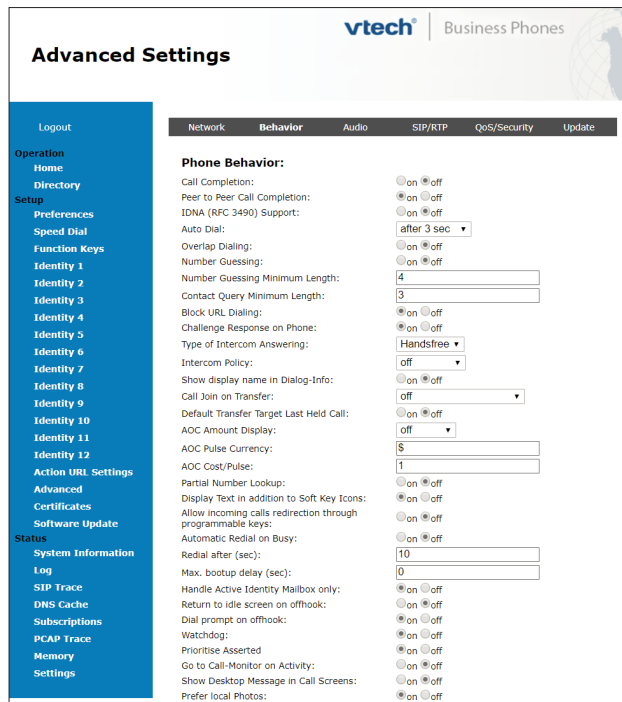 vtech® Business Phones
Advanced Settings
Logout
Operation
Home
Directory
Setup
Preferences
Speed Dial
Function Keys
Identity 1
Identity 2
Identity 3
Identity 4
Identity 5
Identity 6
Identity 7
Identity 8
Identity 9
Identity 10
Identity 11
Identity 12
Action URL Settings
Advanced
Certificates
Software Update
Status
System Information
Log
SIP Trace
DNS Cache
Subscriptions
PCAP Trace
Memory
Settings
Network Behavior Audio SIP/RTP QoS/Security Update
Phone Behavior:
Call Completion: on off
Peer to Peer Call Completion: on off
IDNA (RFC 3490) Support: on off
Auto Dial: after 3 sec
Overlap Dialing: on off
Number Guessing: on off
Number Guessing Minimum Length: 4
Contact Query Minimum Length: 3
Block URL Dialing: on off
Challenge Response on Phone: on off
Type of Intercom Answering: Handsfree
Intercom Policy: off
Show display name in Dialog-Info: on off
Call Join on Transfer: off
Default Transfer Target Last Held Call: on off
AOC Amount Display: off
AOC Pulse Currency: $
AOC Cost/Pulse: 1
Partial Number Lookup: on off
Display Text in addition to Soft Key Icons: on off
Allow incoming calls redirection through
programmable keys: on off
Automatic Redial on Busy: on off
Redial after (sec): 10
Max. bootup delay (sec): 0
Handle Active Identity Mailbox only: on off
Return to idle screen on offhook: on off
Dial prompt on offhook: on off
Watchdog: on off
Prioritise Asserted on off
Go to Call-Monitor on Activity: on off
Show Desktop Message in Call Screens: on off
Prefer local Photos: on off